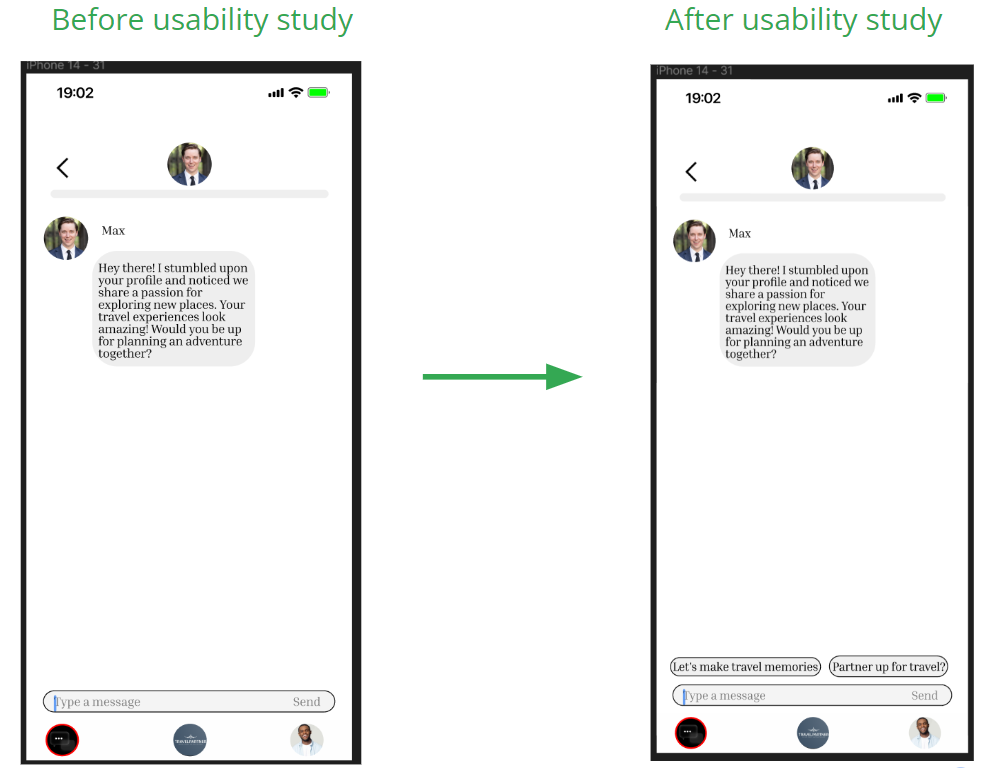 Before usability study
After usability study
iPhone 14 - 31
19:02
Max
Hey there! I stumbled upon
your profile and noticed we
share a passion for
exploring new places. Your
travel experiences look
amazing! Would you be up
for planning an adventure
together?
Type a message
Send
TRAVELPARTNER
iPhone 14 - 31
19:02
Max
Hey there! I stumbled upon
your profile and noticed we
share a passion for
exploring new places. Your
travel experiences look
amazing! Would you be up
for planning an adventure
together?
Let's make travel memories
Partner up for travel?
Type a message
Send
TRAVELPARTNER